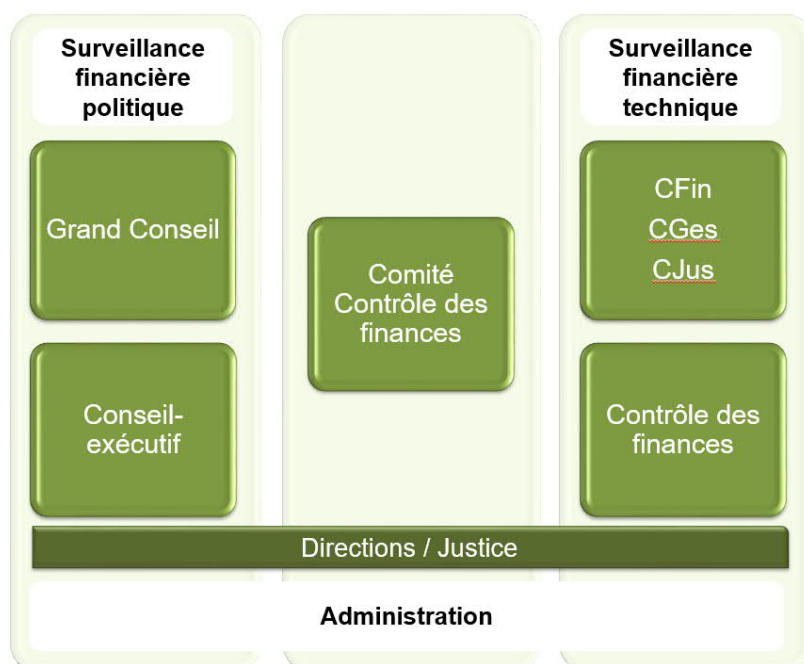 Surveillance
financière
politique
Grand Conseil
Conseil-
exécutif
Comité
Contrôle des
finances
Surveillance
financière
technique
CFin
CGes
CJus
Contrôle des
finances
Directions / Justice
Administration